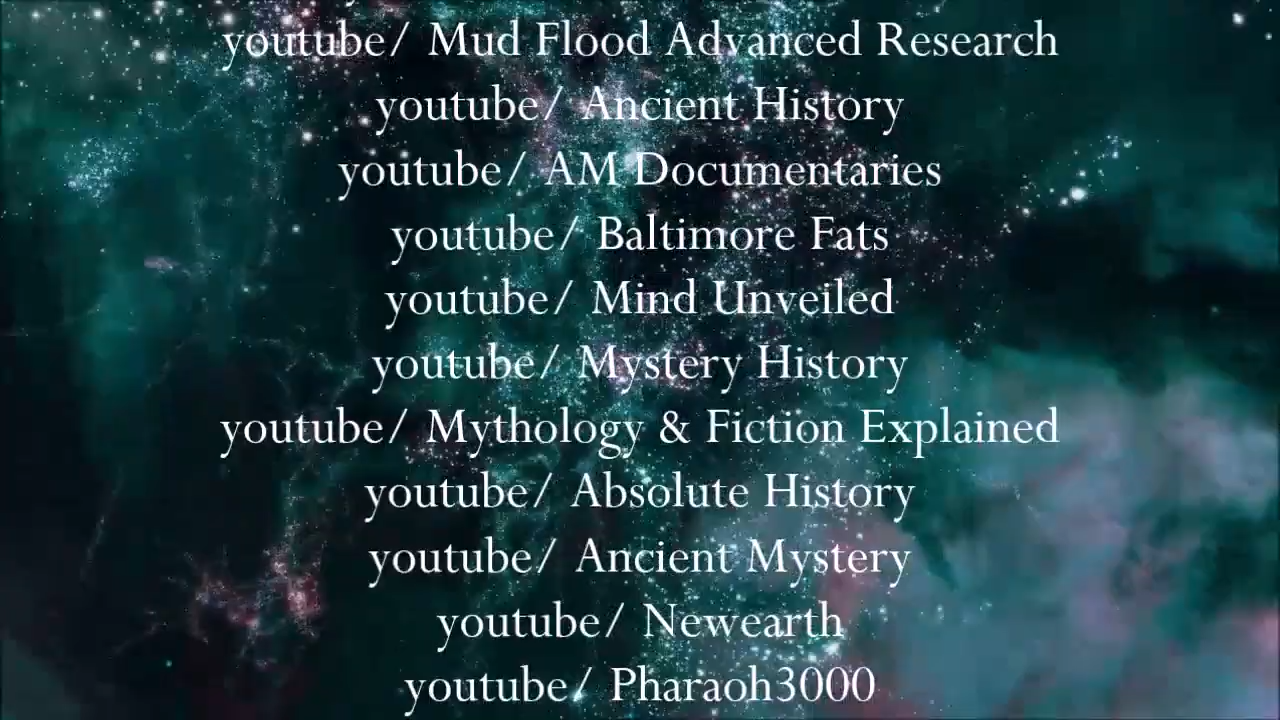 youtube/ Mud Flood Advanced Research
youtube/ Ancient History
youtube/ AM Documentaries
youtube/ Baltimore Fats
youtube/ Mind Unveiled
youtube/ Mystery History
youtube/ Mythology & Fiction Explained
youtube/ Absolute History
youtube/ Ancient Mystery
youtube/ Newearth
youtube/ Pharaoh3000